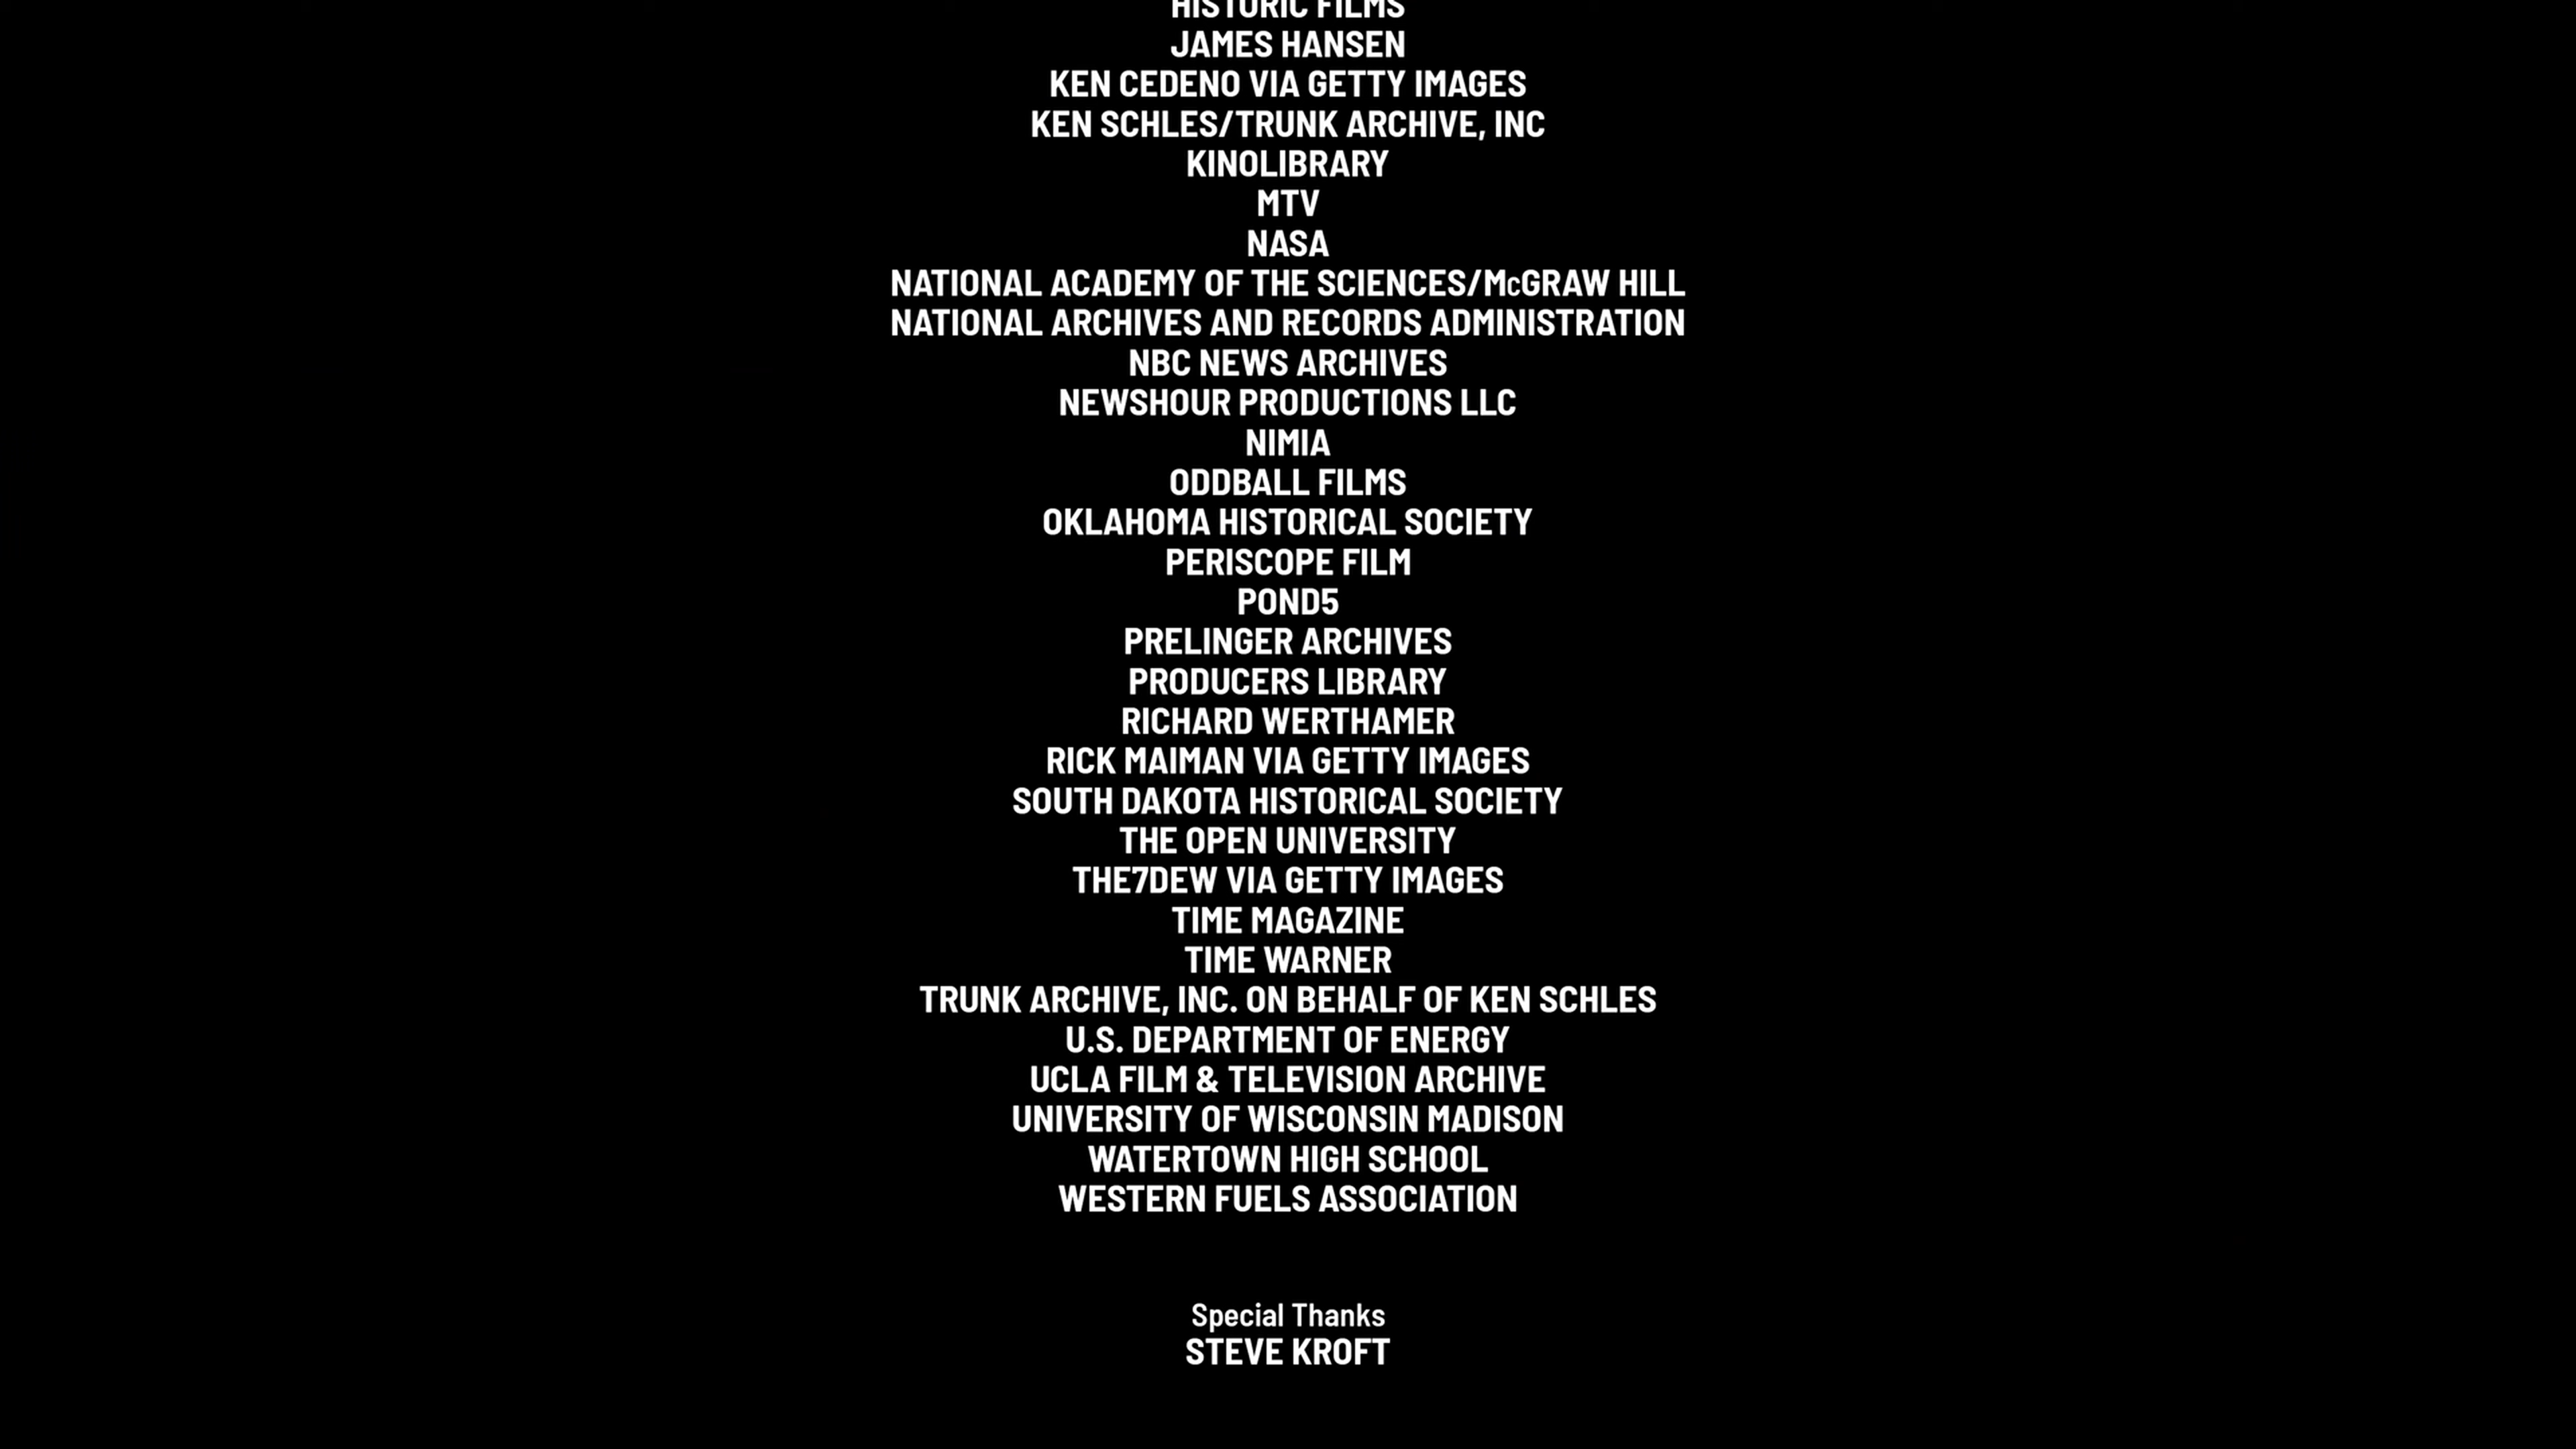 HISTORIC FILMS
JAMES HANSEN
KEN CEDENO VIA GETTY IMAGES
KEN SCHLES/TRUNK ARCHIVE, INC
KINOLIBRARY
MTV
NASA
NATIONAL ACADEMY OF THE SCIENCES/McGRAW HILL
NATIONAL ARCHIVES AND RECORDS ADMINISTRATION
NBC NEWS ARCHIVES
NEWSHOUR PRODUCTIONS LLC
NIMIA
ODDBALL FILMS
OKLAHOMA HISTORICAL SOCIETY
PERISCOPE FILM
POND5
PRELINGER ARCHIVES
PRODUCERS LIBRARY
RICHARD WERTHAMER
RICK MAIMAN VIA GETTY IMAGES
SOUTH DAKOTA HISTORICAL SOCIETY
THE OPEN UNIVERSITY
THE7DEW VIA GETTY IMAGES
TIME MAGAZINE
TIME WARNER
TRUNK ARCHIVE, INC. ON BEHALF OF KEN SCHLES
U.S. DEPARTMENT OF ENERGY
UCLA FILM & TELEVISION ARCHIVE
UNIVERSITY OF WISCONSIN MADISON
WATERTOWN HIGH SCHOOL
WESTERN FUELS ASSOCIATION
Special Thanks
STEVE KROFT